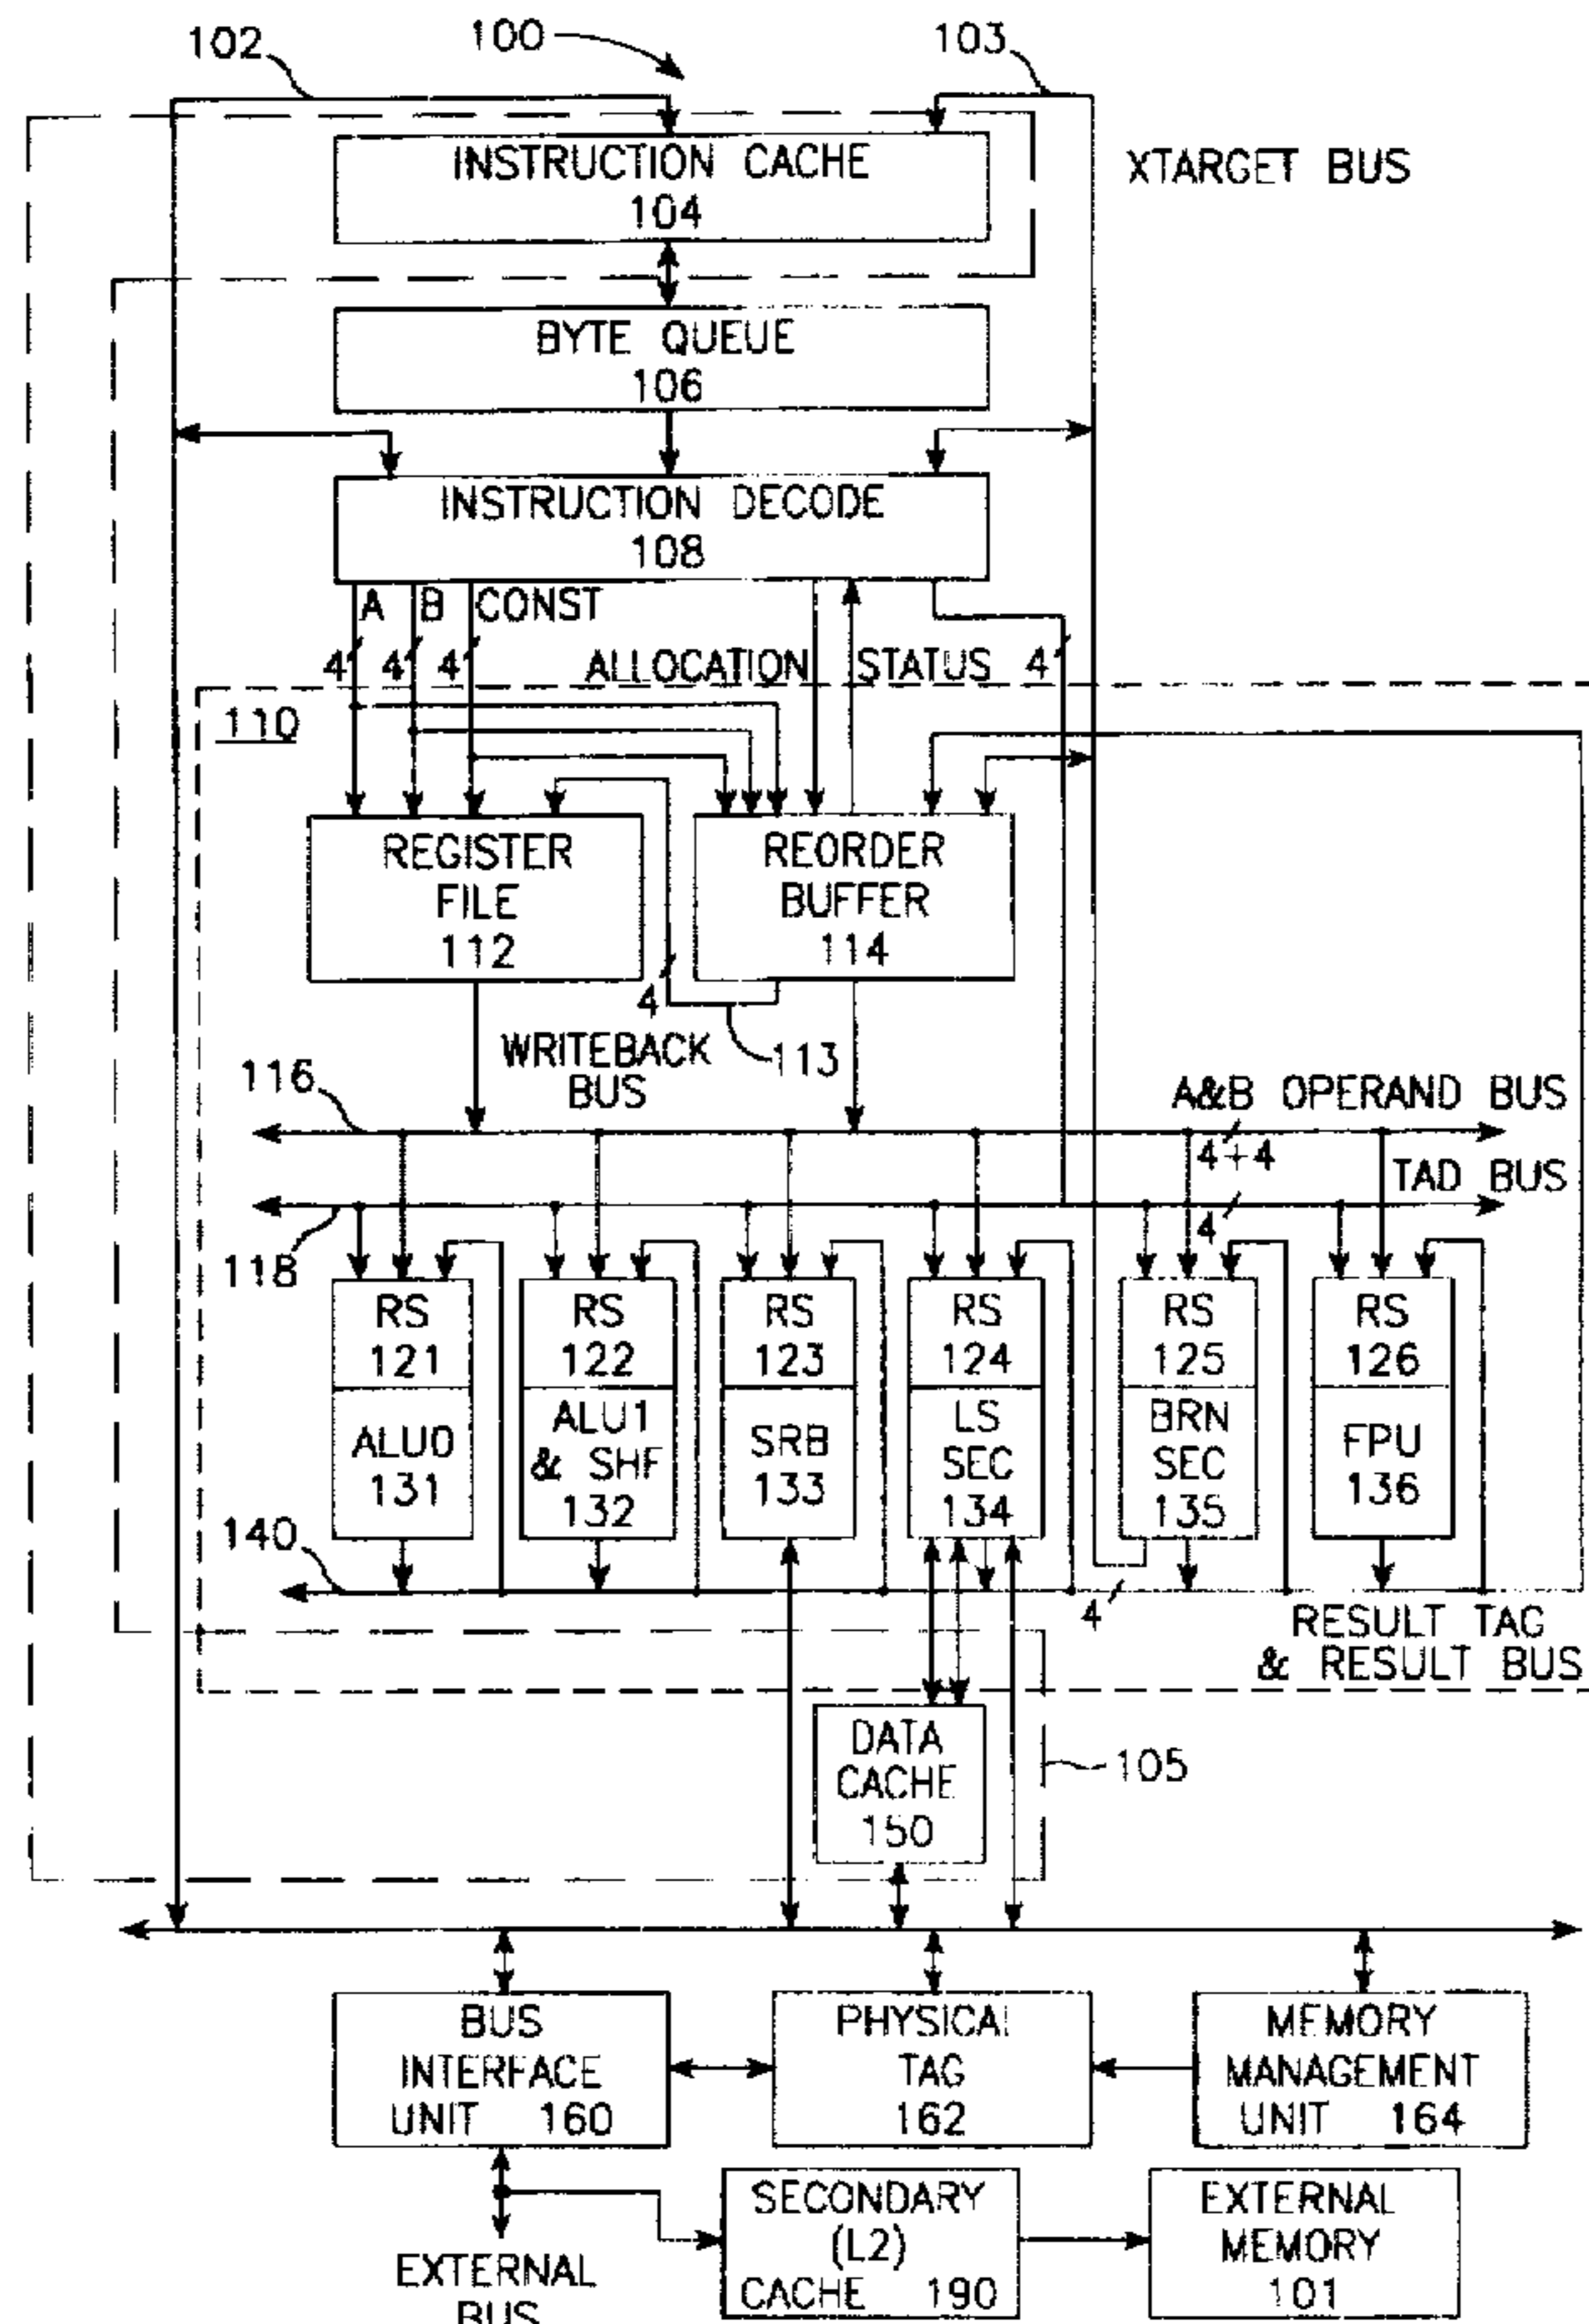 102
100
103
INSTRUCTION CACHE
104
XTARGET BUS
BYTE QUEUE
106
INSTRUCTION DECODE
108
A
B
CONST
4
4
4
ALLOCATION
STATUS
4
110
REGISTER
FILE
112
REORDER
BUFFER
114
4
WRITEBACK
BUS
113
116
A&B OPERAND BUS
4+4
TAD BUS
4
118
RS
121
RS
122
RS
123
RS
124
RS
125
RS
126
ALU0
131
ALU1
& SHF
132
SRB
133
LS
SEC
134
BRN
SEC
135
FPU
136
140
4
RESULT TAG
& RESULT BUS
DATA
CACHE
150
105
BUS
INTERFACE
UNIT 160
PHYSICAL
TAG
162
MEMORY
MANAGEMENT
UNIT 164
SECONDARY
(L2)
CACHE 190
EXTERNAL
MEMORY
101
EXTERNAL
BUS